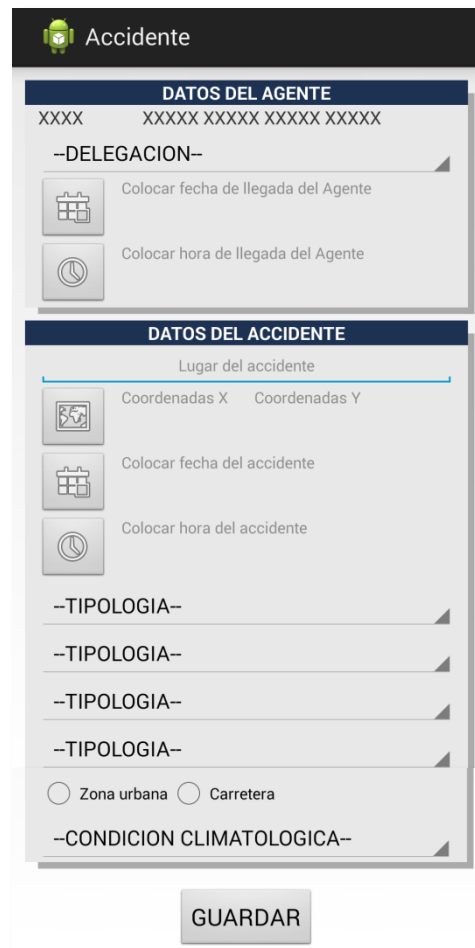 Accidente
DATOS DEL AGENTE
XXXX XXXXX XXXXX XXXXX XXXXX
--DELEGACION--
Colocar fecha de llegada del Agente
Colocar hora de llegada del Agente
DATOS DEL ACCIDENTE
Lugar del accidente
Coordenadas X Coordenadas Y
Colocar fecha del accidente
Colocar hora del accidente
--TIPOLOGIA--
--TIPOLOGIA--
--TIPOLOGIA--
--TIPOLOGIA--
Zona urbana Carretera
--CONDICION CLIMATOLOGICA--
GUARDAR